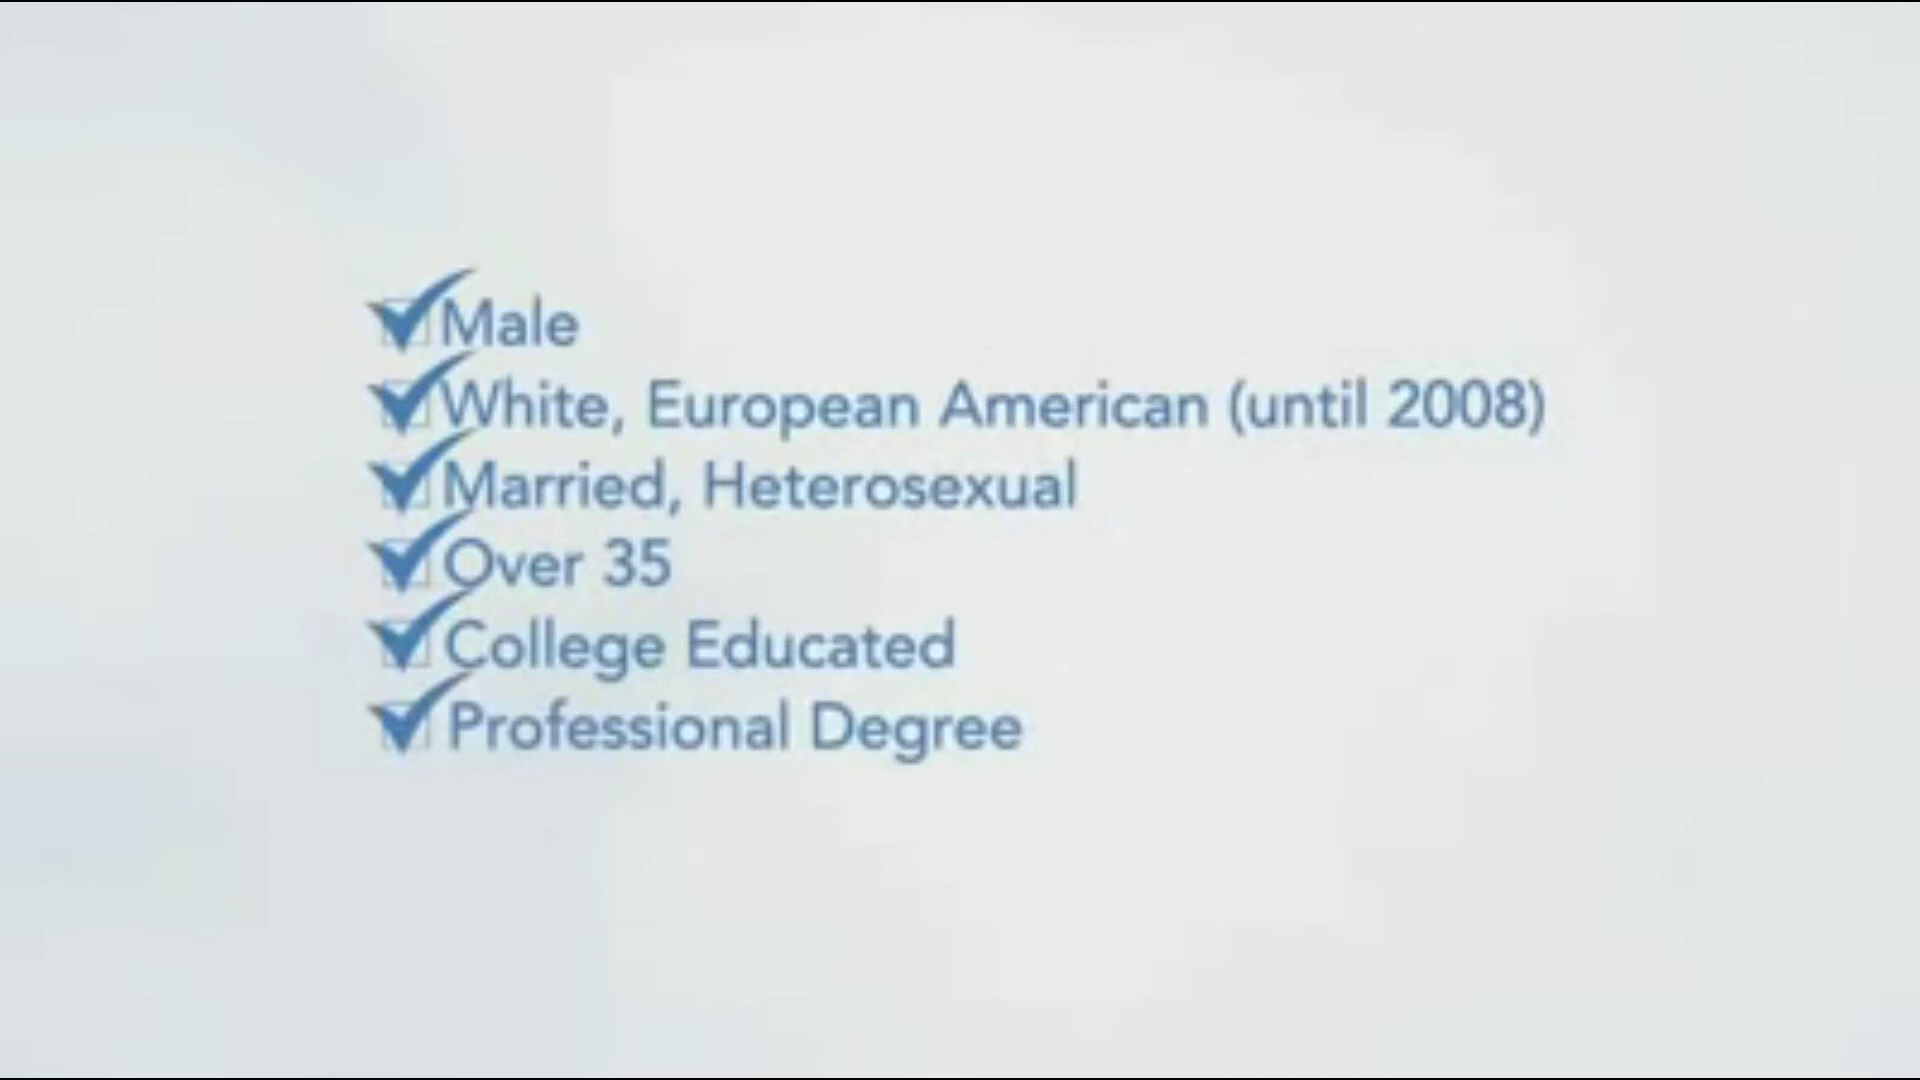 Male
White, European American (until 2008)
Married, Heterosexual
Over 35
College Educated
Professional Degree